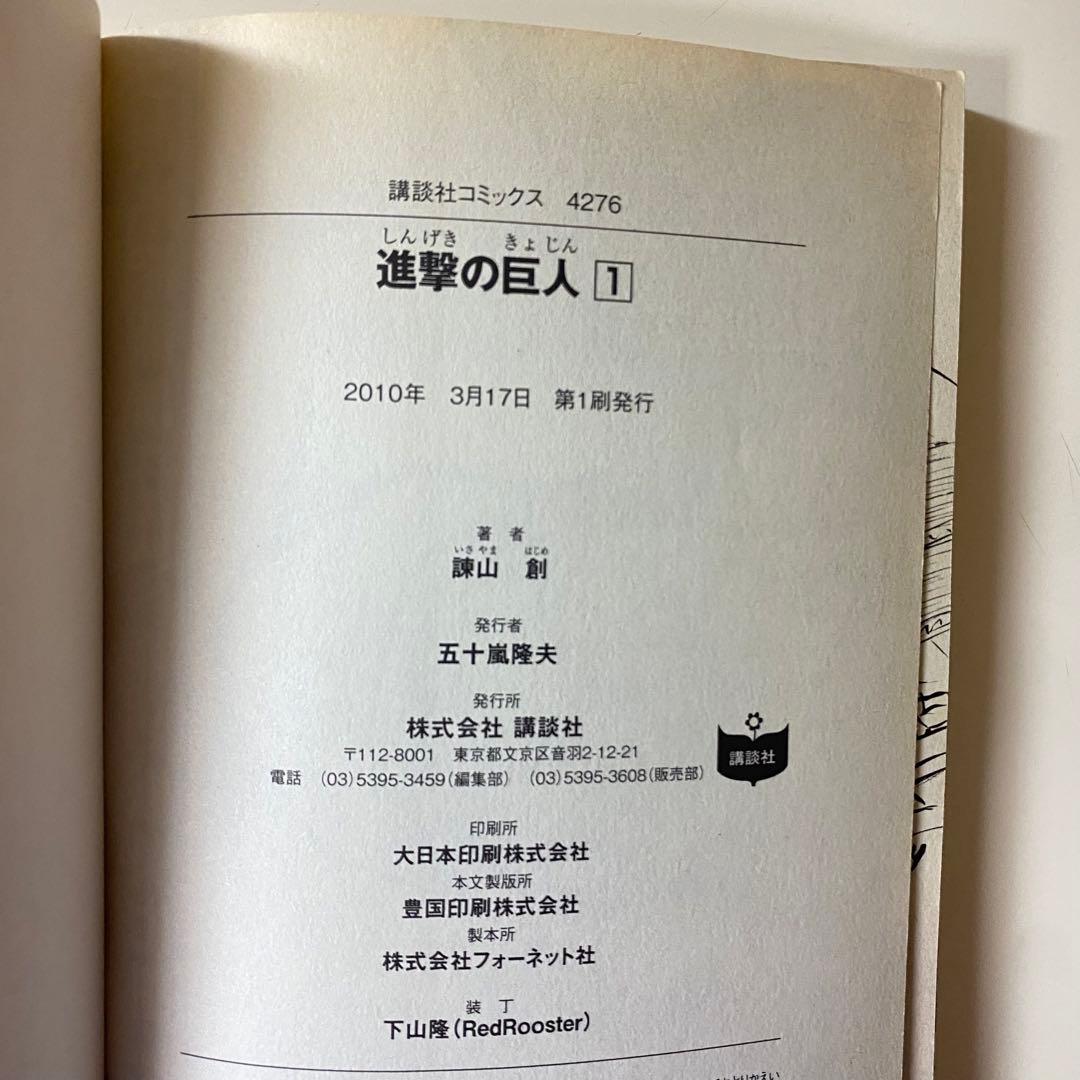 講談社コミックス 4276
しんげき きょじん
進撃の巨人 1
2010年 3月17日 第1刷発行
著 者
いさ やま はじめ
諫山 創
発行者
五十嵐隆夫
発行所
株式会社 講談社
〒112-8001 東京都文京区音羽2-12-21
電話 (03)5395-3459(編集部) (03)5395-3608(販売部)
講談社
印刷所
大日本印刷株式会社
本文製版所
豊国印刷株式会社
製本所
株式会社フォーネット社
装 丁
下山隆(RedRooster)